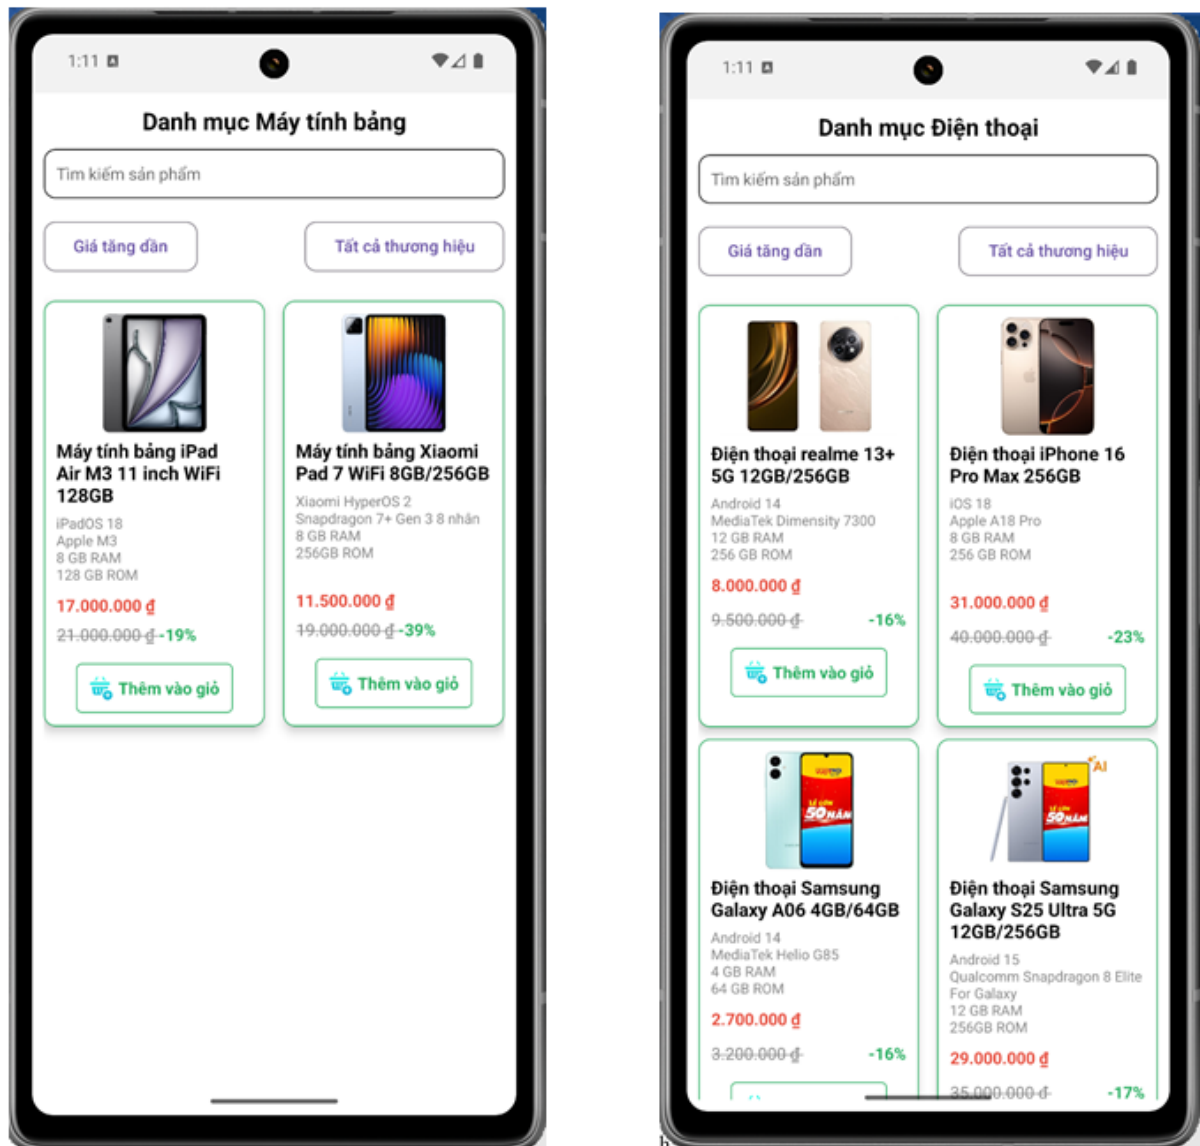 1:11
Danh mục Máy tính bảng
Tìm kiếm sản phẩm
Giá tăng dần
Tất cả thương hiệu
Máy tính bảng iPad
Air M3 11 inch WiFi
128GB
iPadOS 18
Apple M3
8 GB RAM
128 GB ROM
17.000.000 ₫
21.000.000 ₫ -19%
Thêm vào giỏ
Máy tính bảng Xiaomi
Pad 7 WiFi 8GB/256GB
Xiaomi HyperOS 2
Snapdragon 7+ Gen 3 8 nhân
8 GB RAM
256GB ROM
11.500.000 ₫
19.000.000 ₫ -39%
Thêm vào giỏ
1:11
Danh mục Điện thoại
Tìm kiếm sản phẩm
Giá tăng dần
Tất cả thương hiệu
Điện thoại realme 13+
5G 12GB/256GB
Android 14
MediaTek Dimensity 7300
12 GB RAM
256 GB ROM
8.000.000 ₫
9.500.000 ₫ -16%
Thêm vào giỏ
Điện thoại iPhone 16
Pro Max 256GB
iOS 18
Apple A18 Pro
8 GB RAM
256 GB ROM
31.000.000 ₫
40.000.000 ₫ -23%
Thêm vào giỏ
50 NĂM
Điện thoại Samsung
Galaxy A06 4GB/64GB
Android 14
MediaTek Helio G85
4 GB RAM
64 GB ROM
2.700.000 ₫
3.200.000 ₫ -16%
AI
50 NĂM
Điện thoại Samsung
Galaxy S25 Ultra 5G
12GB/256GB
Android 15
Qualcomm Snapdragon 8 Elite
For Galaxy
12 GB RAM
256GB ROM
29.000.000 ₫
35.000.000 ₫ -17%